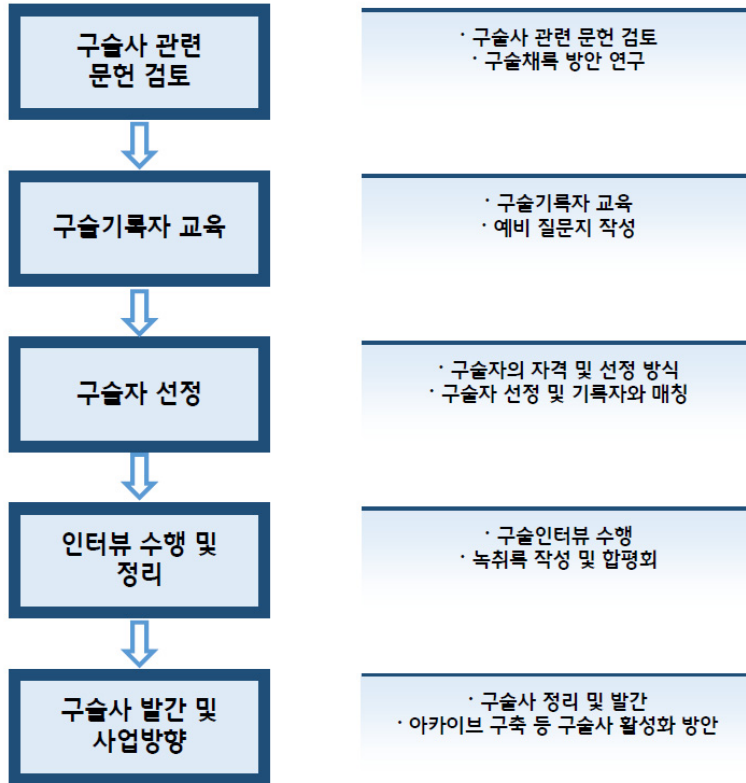 구술사 관련
문헌 검토
· 구술사 관련 문헌 검토
· 구술채록 방안 연구
구술기록자 교육
· 구술기록자 교육
· 예비 질문지 작성
구술자 선정
· 구술자의 자격 및 선정 방식
· 구술자 선정 및 기록자와 매칭
인터뷰 수행 및
정리
· 구술인터뷰 수행
· 녹취록 작성 및 합평회
구술사 발간 및
사업방향
· 구술사 정리 및 발간
· 아카이브 구축 등 구술사 활성화 방안